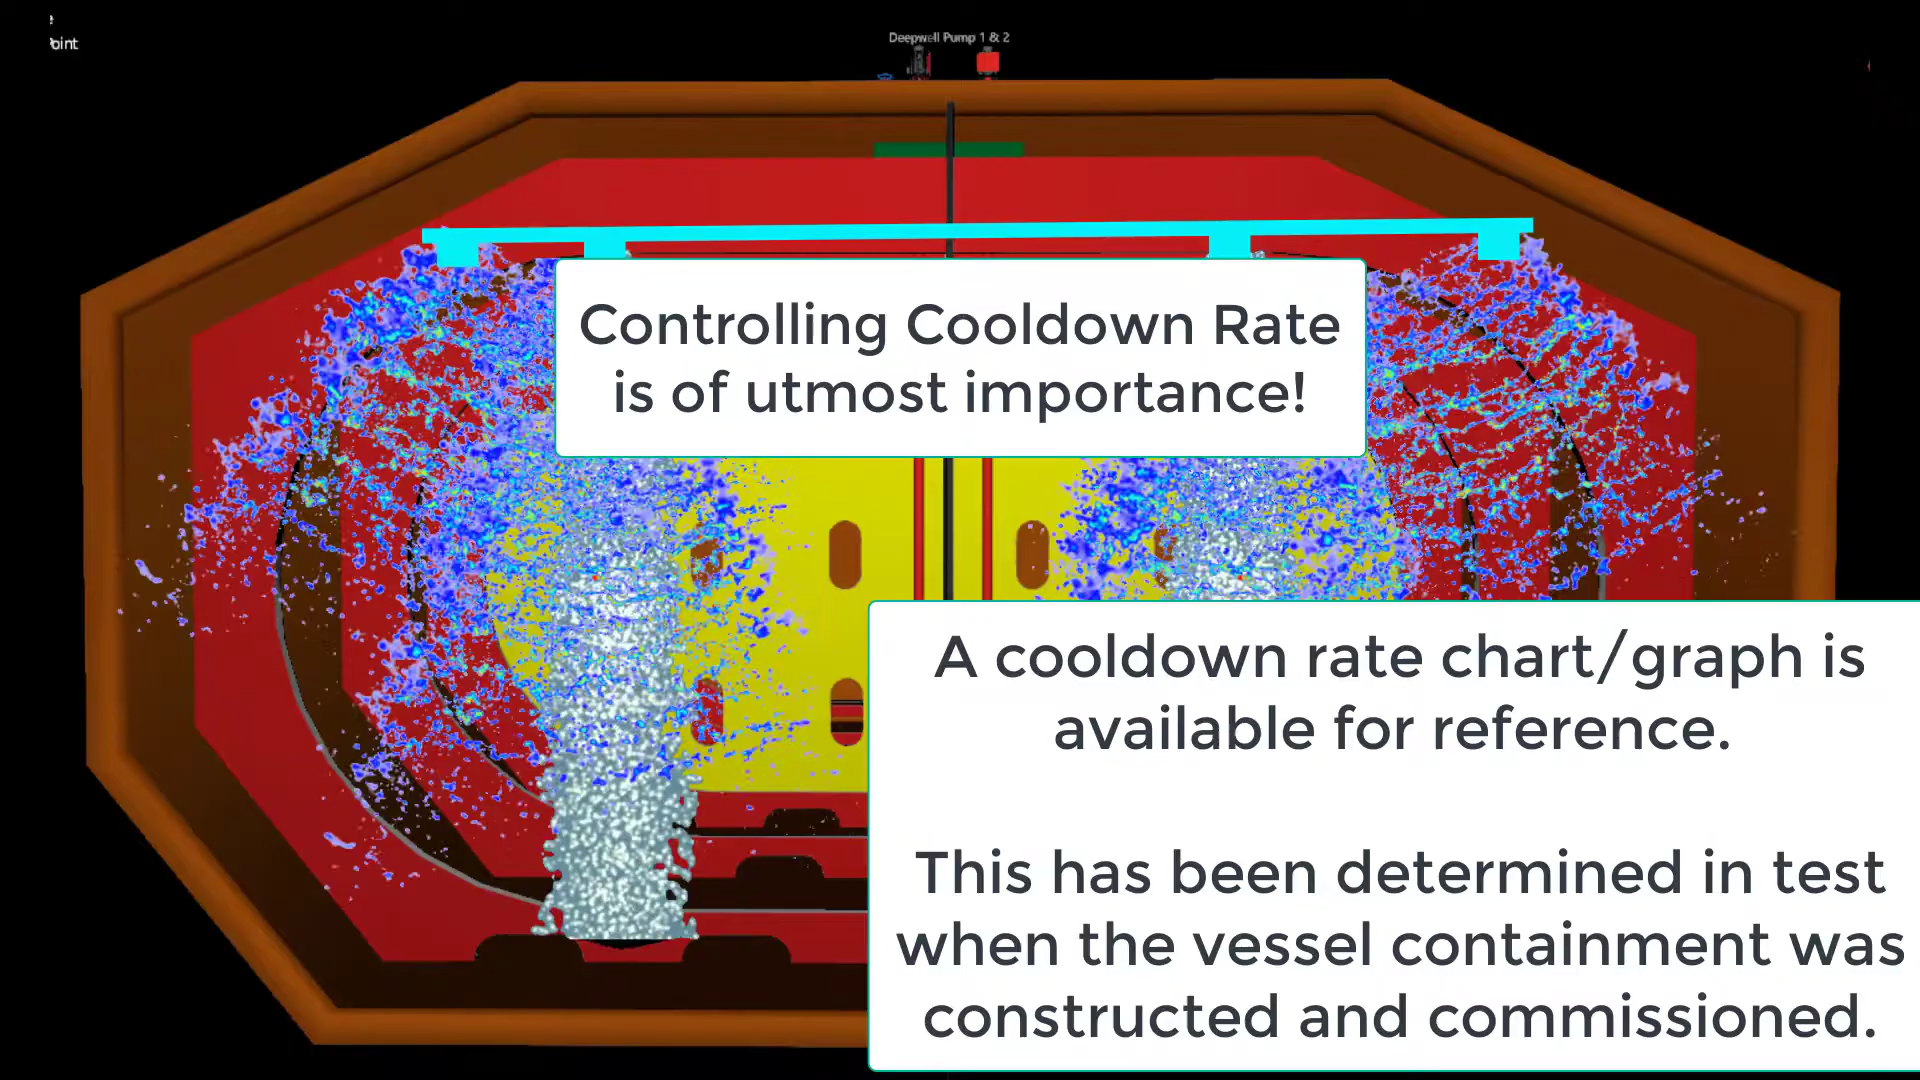 Deepwell Pump 1 & 2
Controlling Cooldown Rate
is of utmost importance!
A cooldown rate chart/graph is
available for reference.
This has been determined in test
when the vessel containment was
constructed and commissioned.